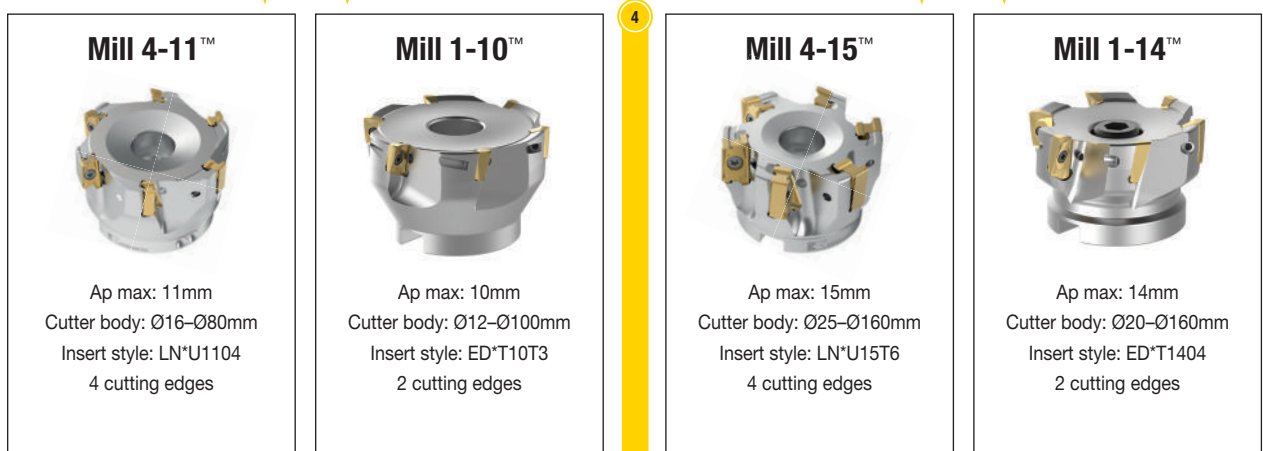 4
Mill 4-11™
Ap max: 11mm
Cutter body: Ø16–Ø80mm
Insert style: LN*U1104
4 cutting edges
Mill 1-10™
Ap max: 10mm
Cutter body: Ø12–Ø100mm
Insert style: ED*T10T3
2 cutting edges
Mill 4-15™
Ap max: 15mm
Cutter body: Ø25–Ø160mm
Insert style: LN*U15T6
4 cutting edges
Mill 1-14™
Ap max: 14mm
Cutter body: Ø20–Ø160mm
Insert style: ED*T1404
2 cutting edges